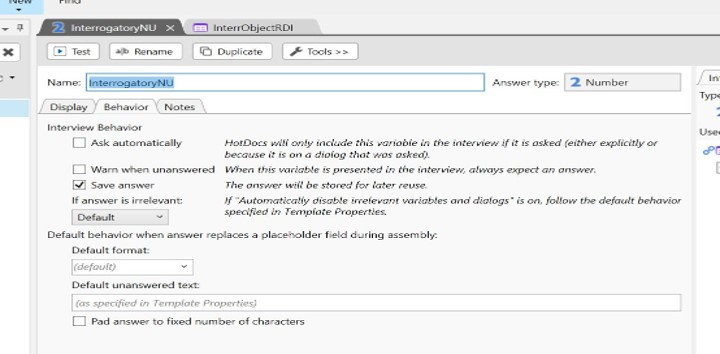 New
Find
InterrogatoryNU
InterrObjectRDI
Test Rename Duplicate Tools >>
Name: InterrogatoryNU Answer type: 2 Number
Display Behavior Notes
Interview Behavior
Ask automatically HotDocs will only include this variable in the interview if it is asked (either explicitly or
because it is on a dialog that was asked).
Warn when unanswered When this variable is presented in the interview, always expect an answer.
Save answer The answer will be stored for later reuse.
If answer is irrelevant: If "Automatically disable irrelevant variables and dialogs" is on, follow the default behavior
Default specified in Template Properties.
Default behavior when answer replaces a placeholder field during assembly:
Default format:
(default)
Default unanswered text:
(as specified in Template Properties)
Pad answer to fixed number of characters